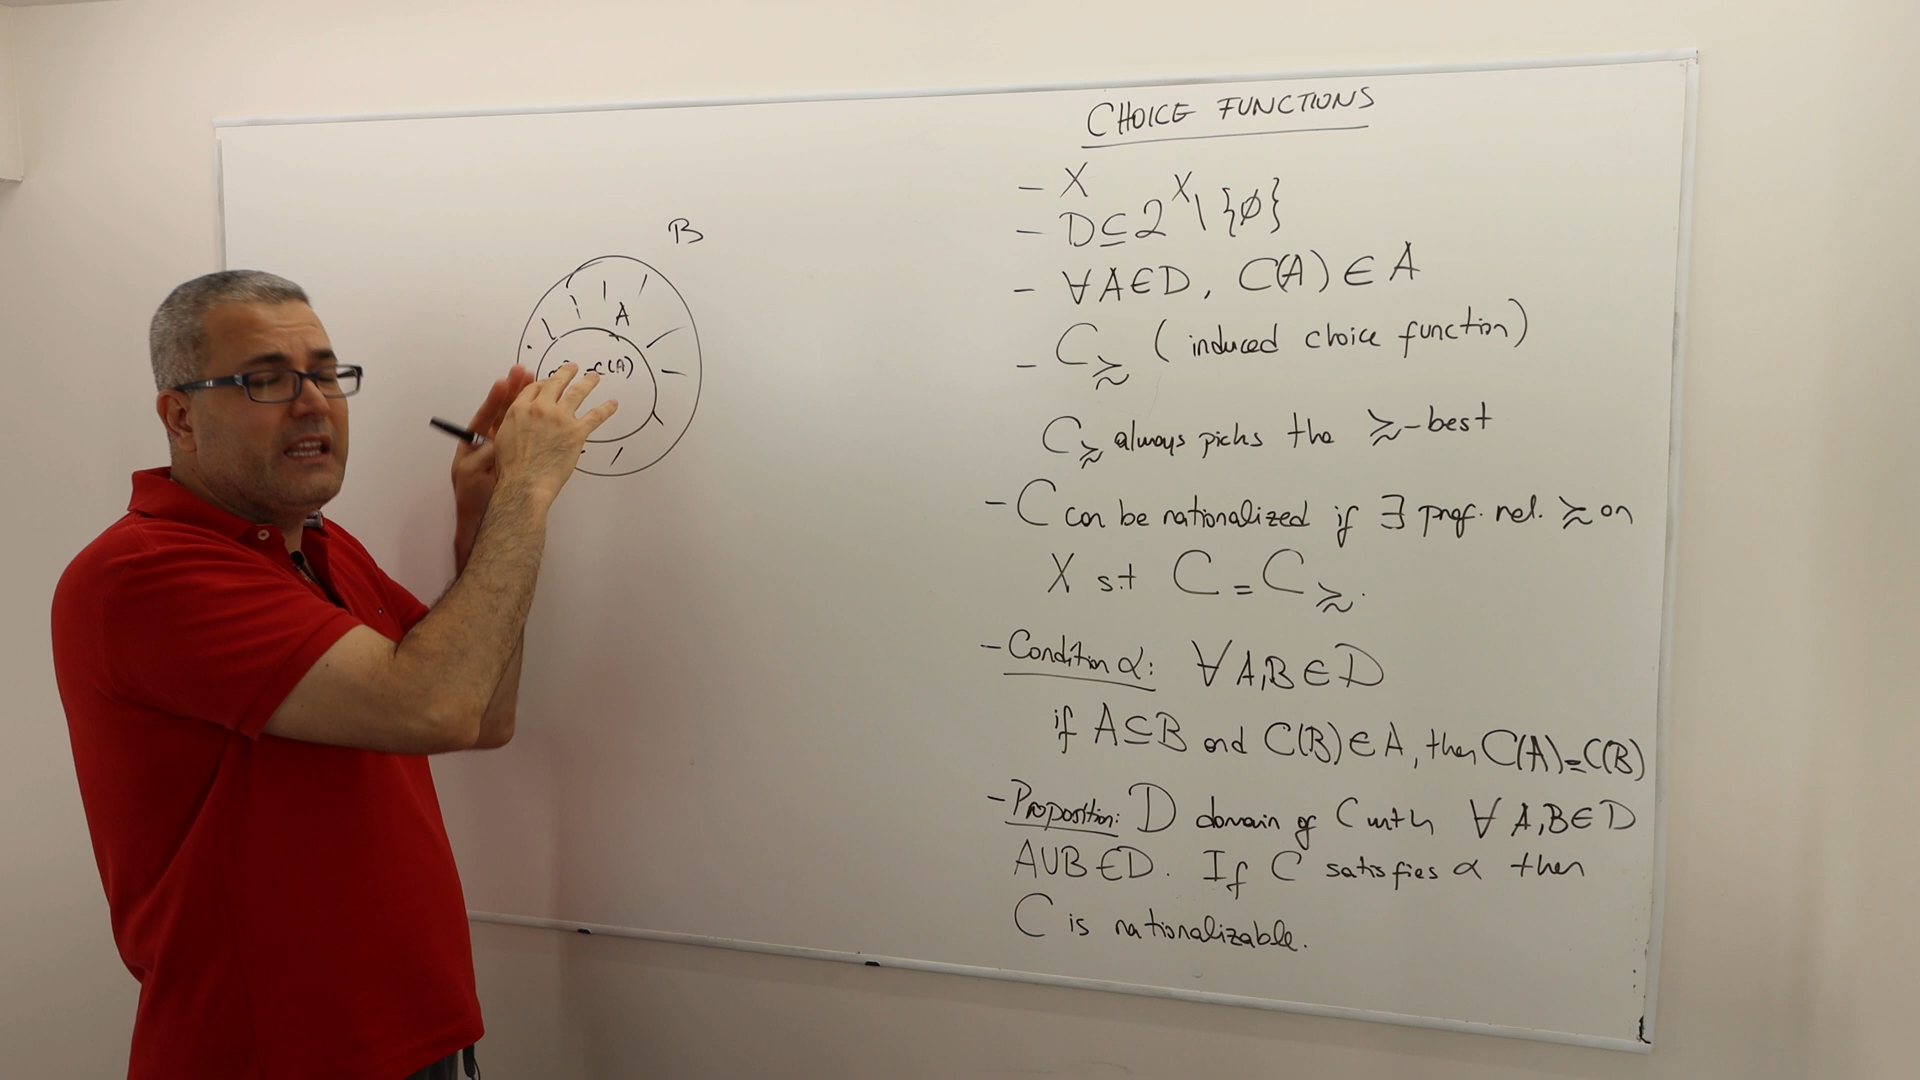 CHOICE FUNCTIONS
- X
- D ⊆ 2^X \ {∅}
- ∀ A ∈ D, C(A) ∈ A
- C≿ (induced choice function)
C≿ always picks the ≿-best
- C can be rationalized if ∃ pref. rel. ≿ on
X s.t C = C≿.
- Condition α: ∀ A,B ∈ D
if A ⊆ B and C(B) ∈ A, then C(A) = C(B)
- Proposition: D domain of C with ∀ A,B ∈ D
A∪B ∈ D. If C satisfies α then
C is rationalizable.
B
A
C(A)